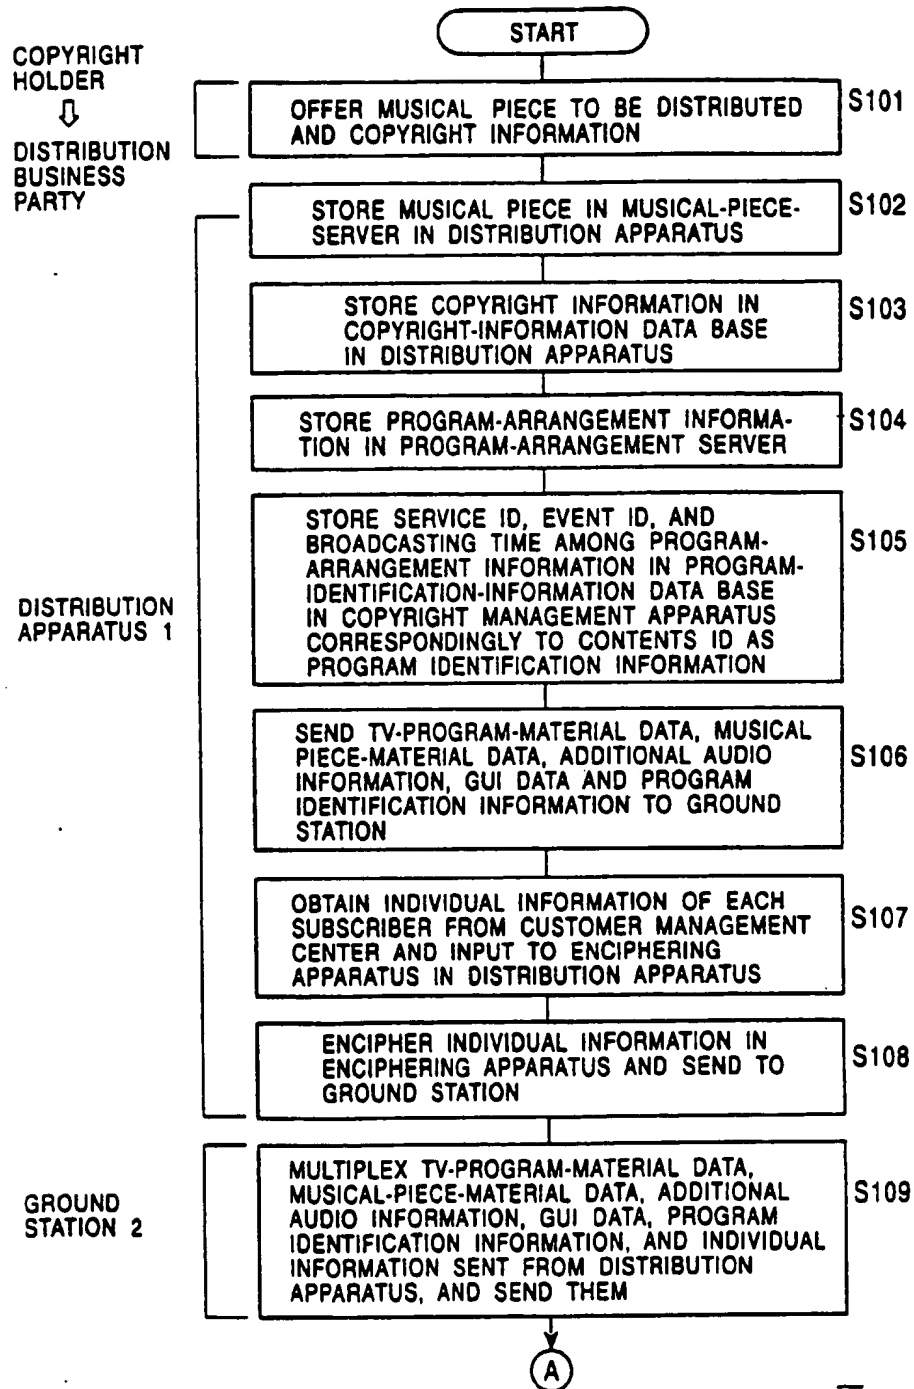 START
COPYRIGHT
HOLDER
DISTRIBUTION
BUSINESS
PARTY
OFFER MUSICAL PIECE TO BE DISTRIBUTED
AND COPYRIGHT INFORMATION
S101
STORE MUSICAL PIECE IN MUSICAL-PIECE-
SERVER IN DISTRIBUTION APPARATUS
S102
STORE COPYRIGHT INFORMATION IN
COPYRIGHT-INFORMATION DATA BASE
IN DISTRIBUTION APPARATUS
S103
STORE PROGRAM-ARRANGEMENT INFORMA-
TION IN PROGRAM-ARRANGEMENT SERVER
S104
DISTRIBUTION
APPARATUS 1
STORE SERVICE ID, EVENT ID, AND
BROADCASTING TIME AMONG PROGRAM-
ARRANGEMENT INFORMATION IN PROGRAM-
IDENTIFICATION-INFORMATION DATA BASE
IN COPYRIGHT MANAGEMENT APPARATUS
CORRESPONDINGLY TO CONTENTS ID AS
PROGRAM IDENTIFICATION INFORMATION
S105
SEND TV-PROGRAM-MATERIAL DATA, MUSICAL
PIECE-MATERIAL DATA, ADDITIONAL AUDIO
INFORMATION, GUI DATA AND PROGRAM
IDENTIFICATION INFORMATION TO GROUND
STATION
S106
OBTAIN INDIVIDUAL INFORMATION OF EACH
SUBSCRIBER FROM CUSTOMER MANAGEMENT
CENTER AND INPUT TO ENCIPHERING
APPARATUS IN DISTRIBUTION APPARATUS
S107
ENCIPHER INDIVIDUAL INFORMATION IN
ENCIPHERING APPARATUS AND SEND TO
GROUND STATION
S108
GROUND
STATION 2
MULTIPLEX TV-PROGRAM-MATERIAL DATA,
MUSICAL-PIECE-MATERIAL DATA, ADDITIONAL
AUDIO INFORMATION, GUI DATA, PROGRAM
IDENTIFICATION INFORMATION, AND INDIVIDUAL
INFORMATION SENT FROM DISTRIBUTION
APPARATUS, AND SEND THEM
S109
A